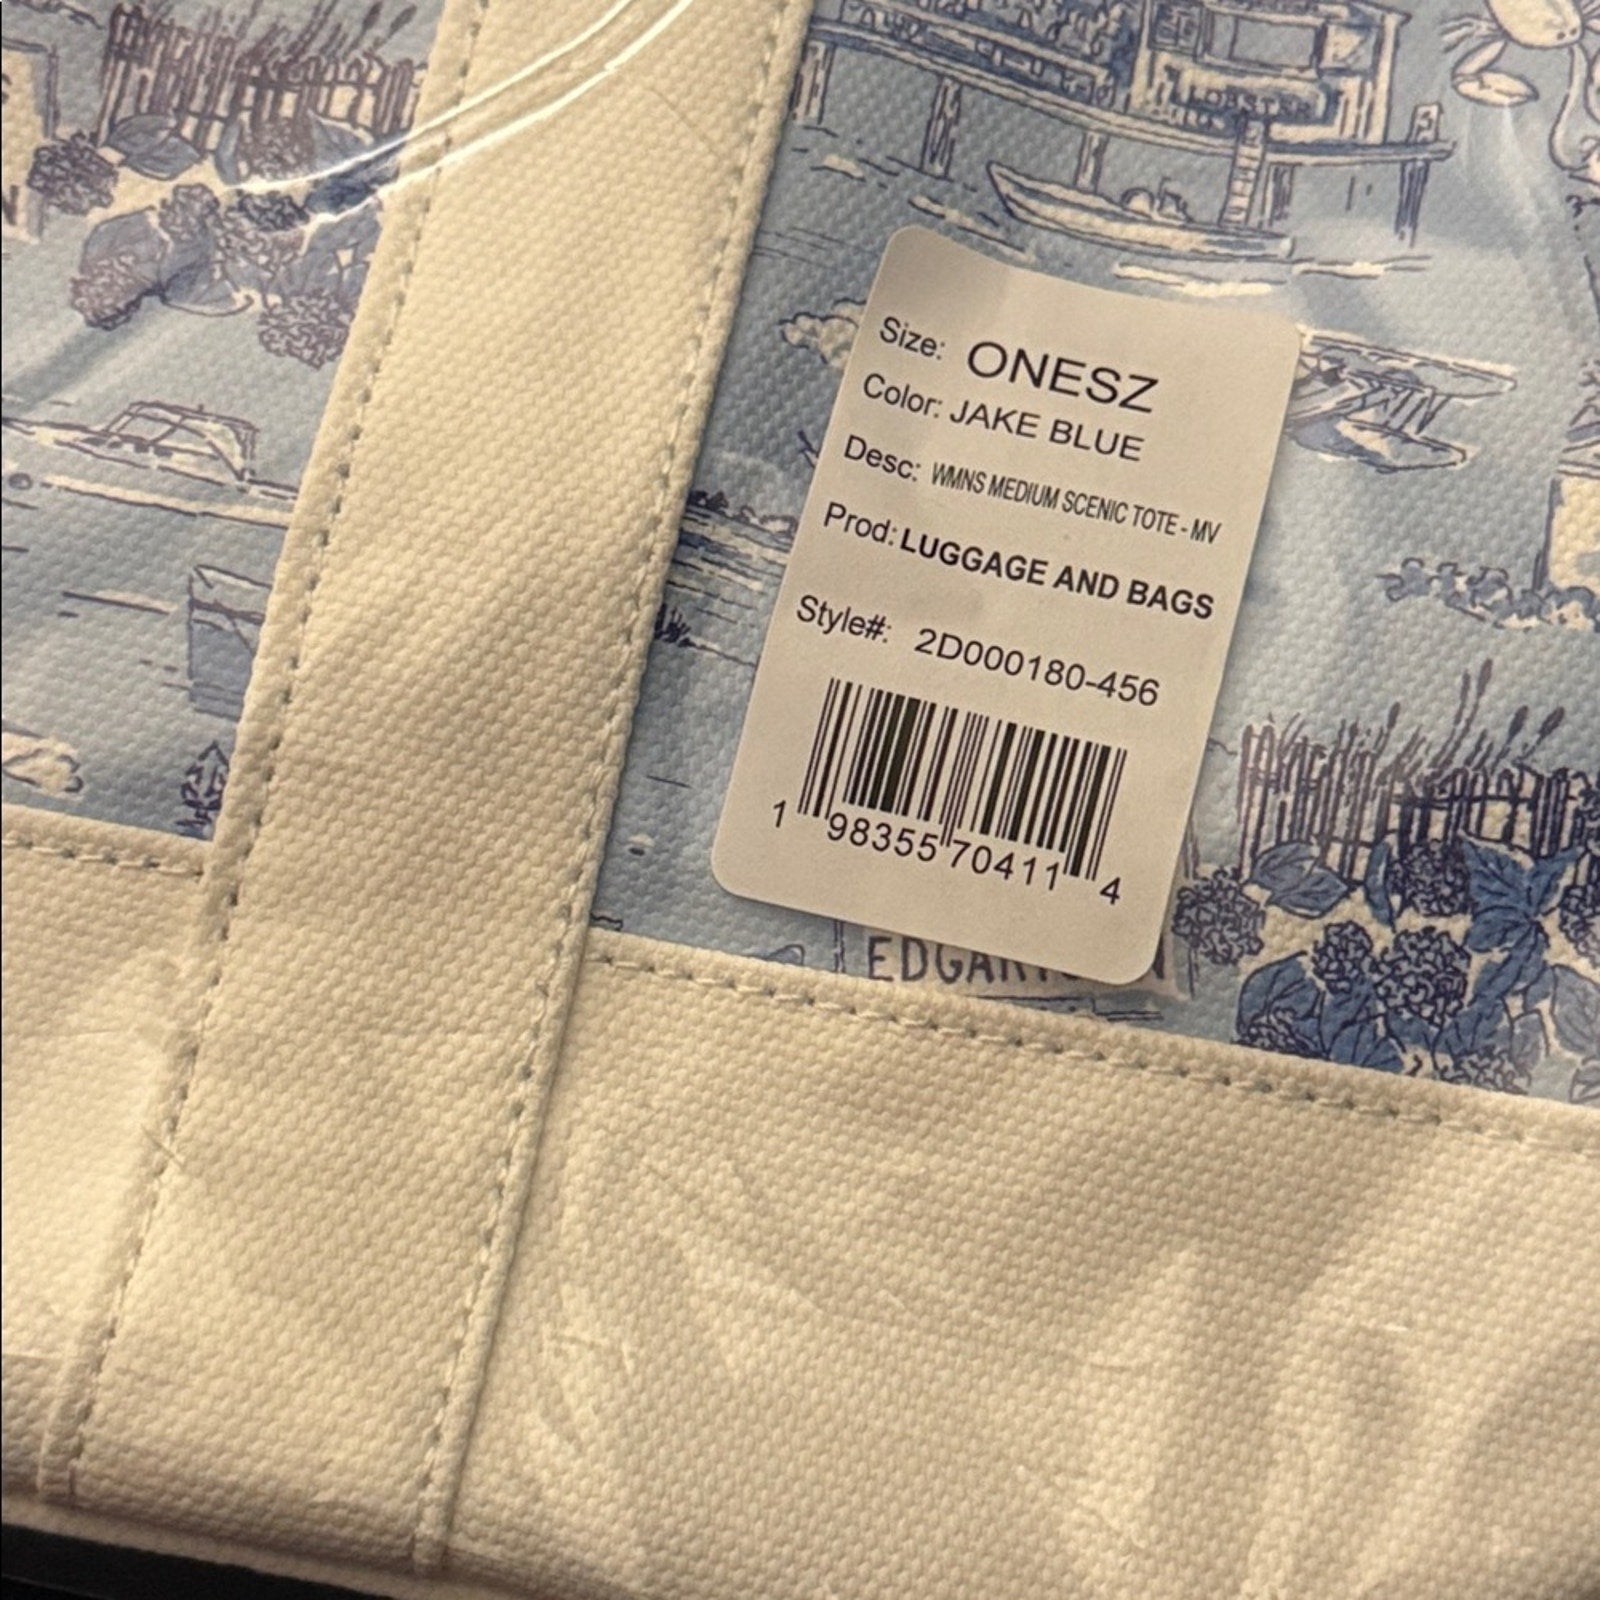 LOBSTER
Size: ONESZ
Color: JAKE BLUE
Desc: WMNS MEDIUM SCENIC TOTE - MV
Prod: LUGGAGE AND BAGS
Style#: 2D000180-456
1 98355 70411 4